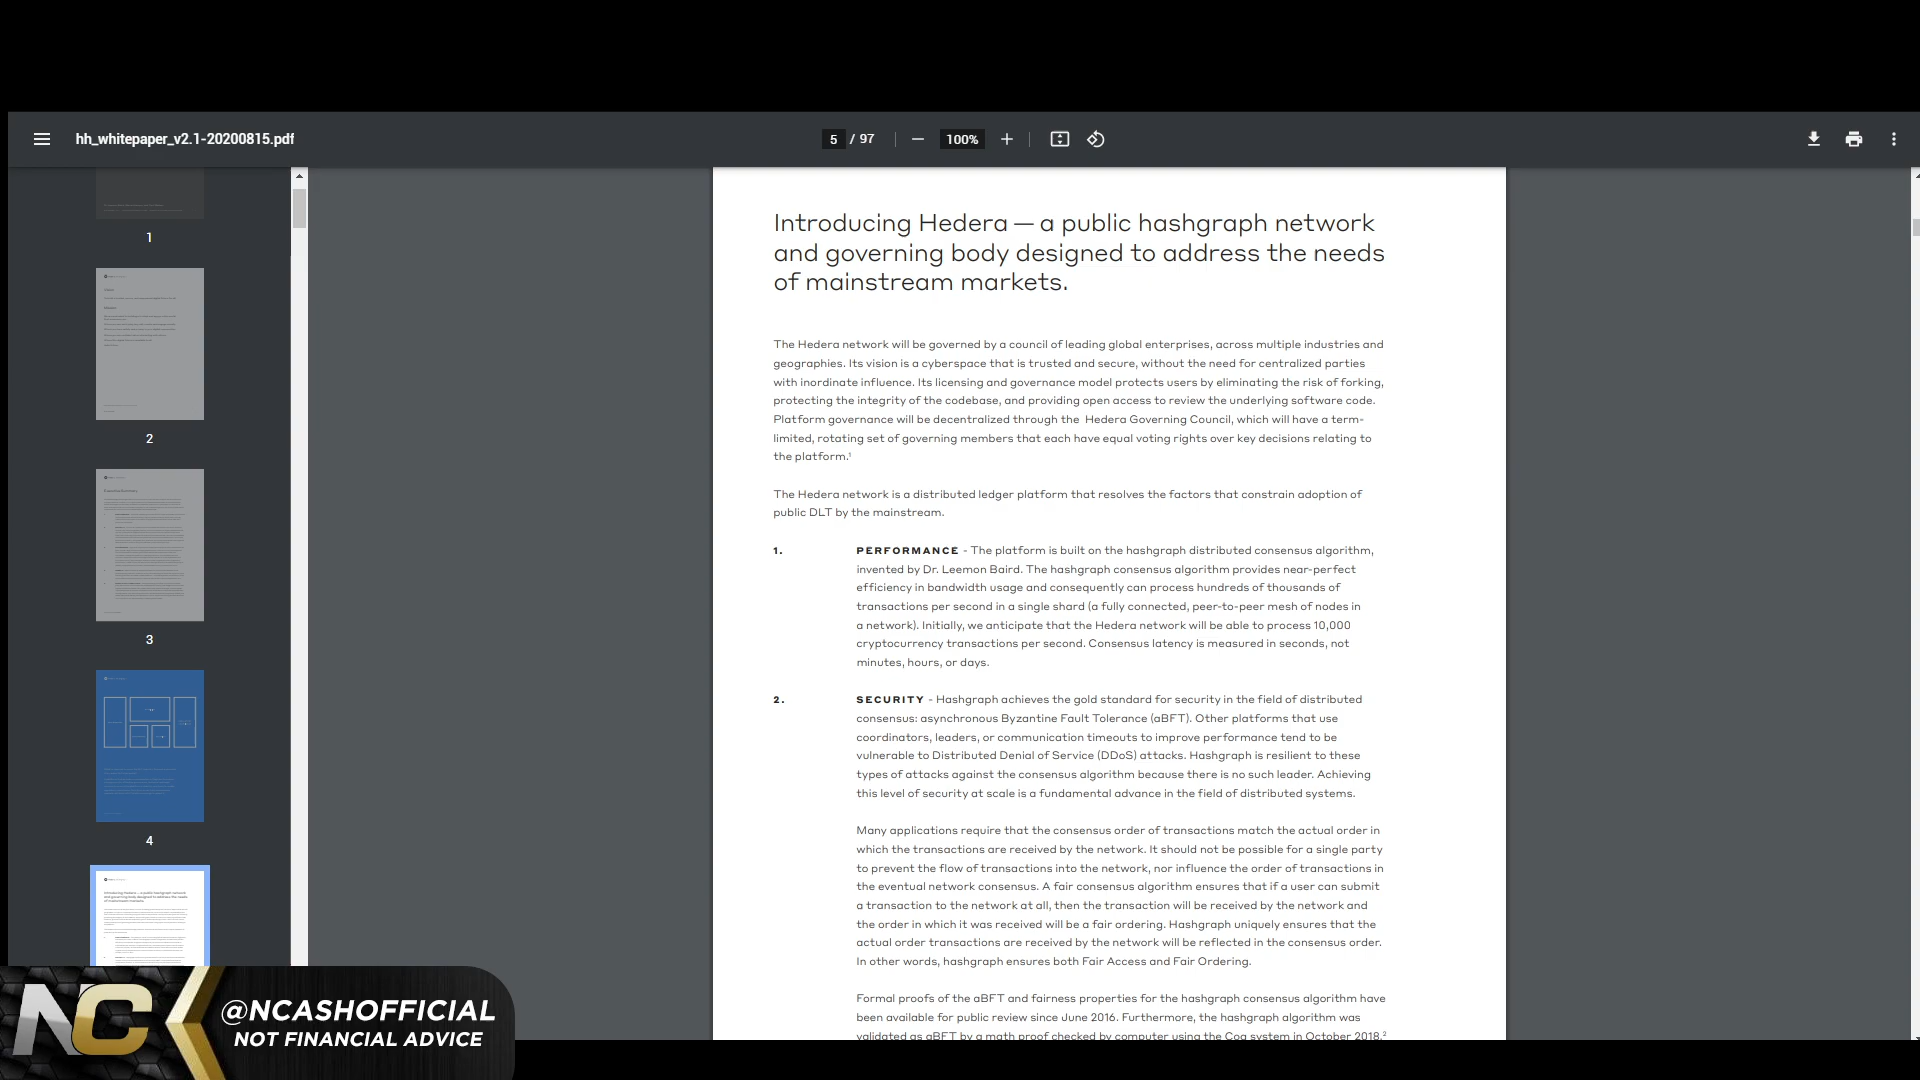 hh_whitepaper_v2.1-20200815.pdf
5 / 97
100%
1
2
3
4
Introducing Hedera — a public hashgraph network
and governing body designed to address the needs
of mainstream markets.
The Hedera network will be governed by a council of leading global enterprises, across multiple industries and
geographies. Its vision is a cyberspace that is trusted and secure, without the need for centralized parties
with inordinate influence. Its licensing and governance model protects users by eliminating the risk of forking,
protecting the integrity of the codebase, and providing open access to review the underlying software code.
Platform governance will be decentralized through the Hedera Governing Council, which will have a term-
limited, rotating set of governing members that each have equal voting rights over key decisions relating to
the platform.¹
The Hedera network is a distributed ledger platform that resolves the factors that constrain adoption of
public DLT by the mainstream.
1. PERFORMANCE - The platform is built on the hashgraph distributed consensus algorithm,
invented by Dr. Leemon Baird. The hashgraph consensus algorithm provides near-perfect
efficiency in bandwidth usage and consequently can process hundreds of thousands of
transactions per second in a single shard (a fully connected, peer-to-peer mesh of nodes in
a network). Initially, we anticipate that the Hedera network will be able to process 10,000
cryptocurrency transactions per second. Consensus latency is measured in seconds, not
minutes, hours, or days.
2. SECURITY - Hashgraph achieves the gold standard for security in the field of distributed
consensus: asynchronous Byzantine Fault Tolerance (aBFT). Other platforms that use
coordinators, leaders, or communication timeouts to improve performance tend to be
vulnerable to Distributed Denial of Service (DDoS) attacks. Hashgraph is resilient to these
types of attacks against the consensus algorithm because there is no such leader. Achieving
this level of security at scale is a fundamental advance in the field of distributed systems.
Many applications require that the consensus order of transactions match the actual order in
which the transactions are received by the network. It should not be possible for a single party
to prevent the flow of transactions into the network, nor influence the order of transactions in
the eventual network consensus. A fair consensus algorithm ensures that if a user can submit
a transaction to the network at all, then the transaction will be received by the network and
the order in which it was received will be a fair ordering. Hashgraph uniquely ensures that the
actual order transactions are received by the network will be reflected in the consensus order.
In other words, hashgraph ensures both Fair Access and Fair Ordering.
Formal proofs of the aBFT and fairness properties for the hashgraph consensus algorithm have
been available for public review since June 2016. Furthermore, the hashgraph algorithm was
validated as aBFT by a math proof checked by computer using the Coq system in October 2018.²
NC
@NCASHOFFICIAL
NOT FINANCIAL ADVICE